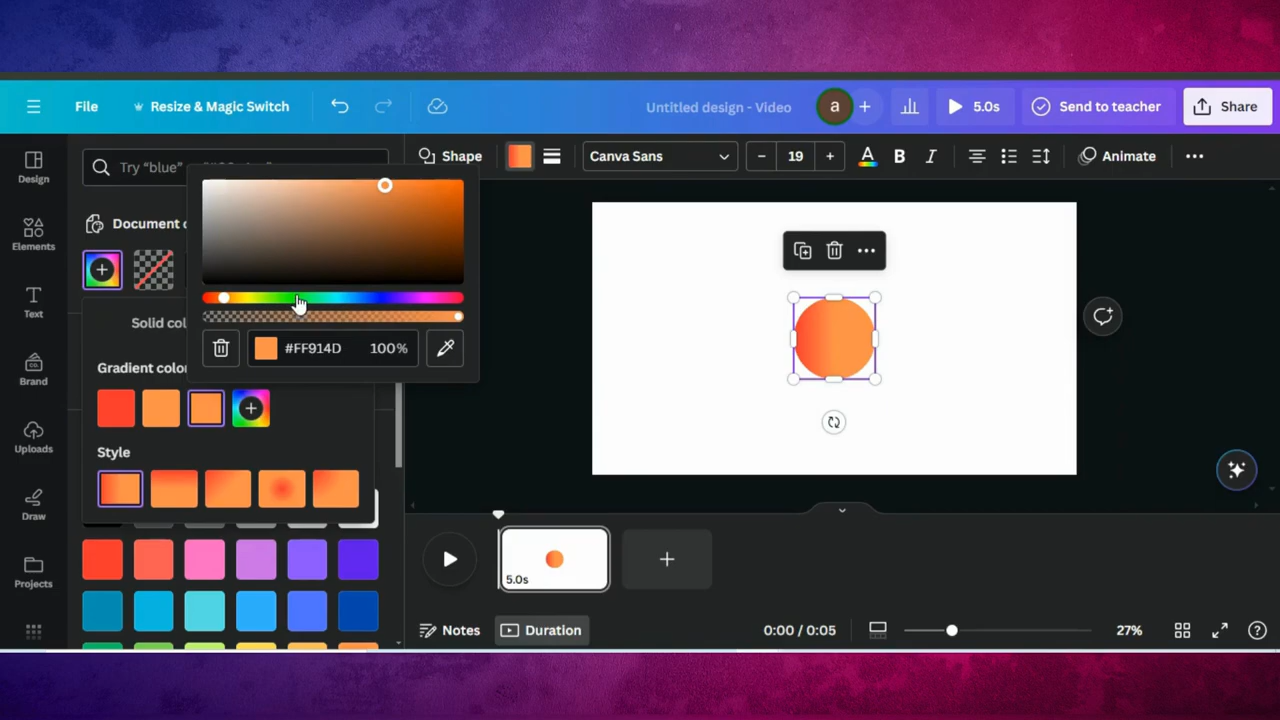 File
Resize & Magic Switch
Untitled design - Video
a
5.0s
Send to teacher
Share
Design
Elements
Text
Brand
Uploads
Draw
Projects
Try “blue”
Document c
Solid col
Gradient color
Style
#FF914D
100%
Shape
Canva Sans
19
A
B
I
Animate
5.0s
Notes
Duration
0:00 / 0:05
27%